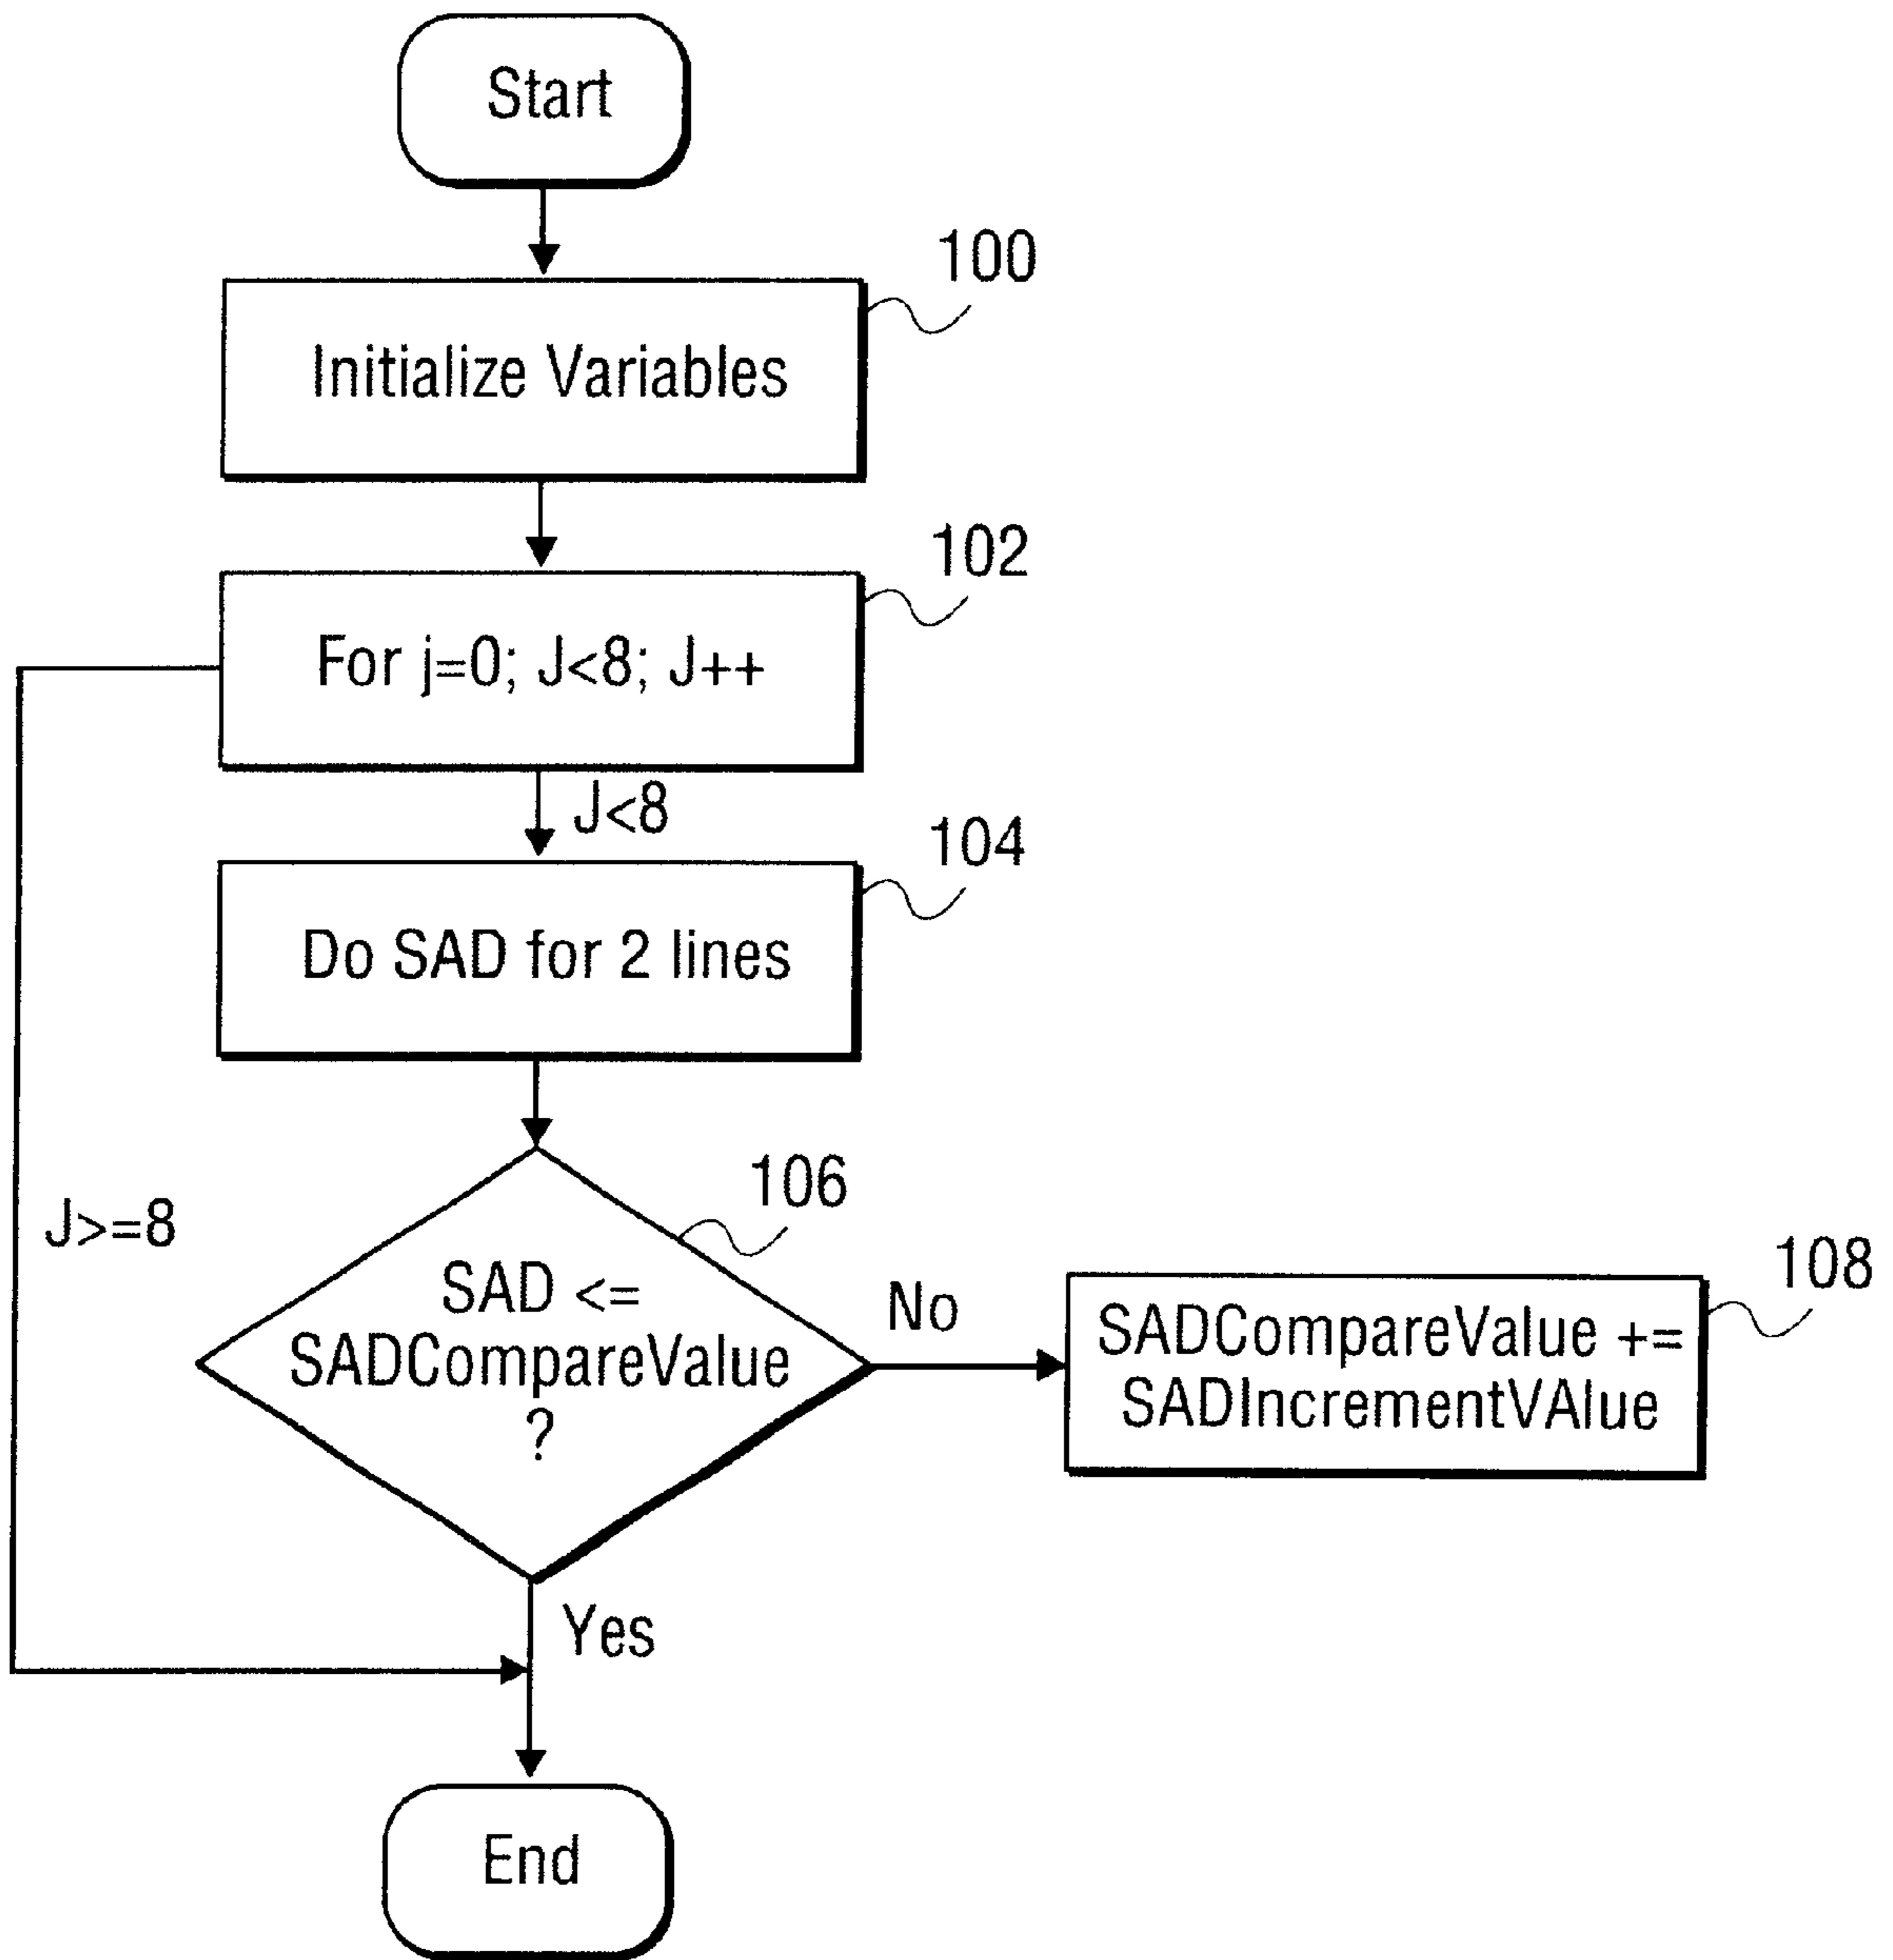 Start
100
Initialize Variables
102
For j=0; J<8; J++
J<8
104
Do SAD for 2 lines
106
J>=8
SAD <=
SADCompareValue
?
No
108
SADCompareValue +=
SADIncrementVAlue
Yes
End